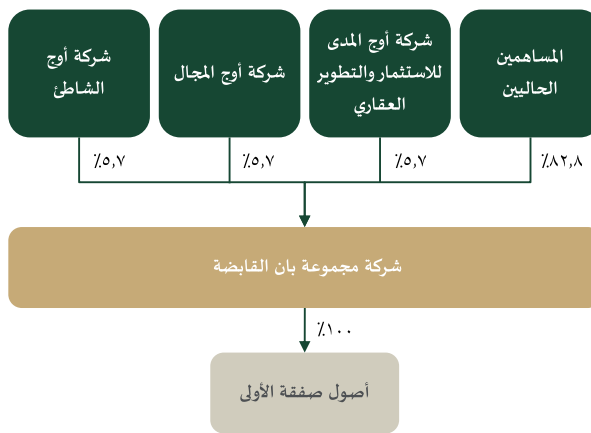 المساهمين
الحاليين
شركة أوج المدى
للاستثمار والتطوير
العقاري
شركة أوج المجال
شركة أوج
الشاطئ
٨٢,٨٪
٥,٧٪
٥,٧٪
٥,٧٪
شركة مجموعة بان القابضة
١٠٠٪
أصول صفقة الأولى